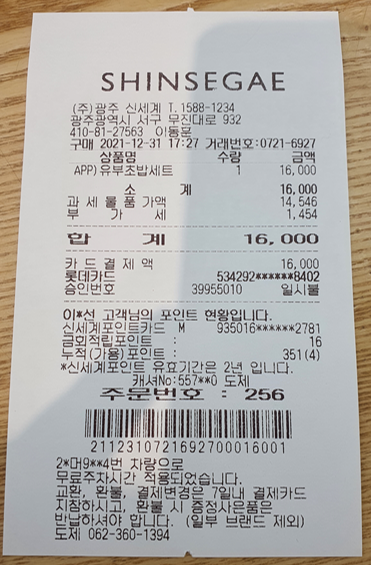 SHINSEGAE
(주)광주 신세계 T.1588-1234
광주광역시 서구 무진대로 932
410-81-27563 이동훈
구매 2021-12-31 17:27 거래번호:0721-6927
상품명 수량 금액
APP)유부초밥세트 1 16,000
소 계 16,000
과 세 물 품 가액 14,546
부 가 세 1,454
합 계 16,000
카 드 결 제 액 16,000
롯데카드 534292******8402
승인번호 39955010 일시불
이*선 고객님의 포인트 현황입니다.
신세계포인트카드 M 935016******2781
금회적립포인트 : 16
누적(가용)포인트 : 351(4)
*신세계포인트 유효기간은 2년 입니다.
캐셔No:557**0 도제
주문번호 : 256
2112310721692700016001
2*머9**4번 차량으로
무료주차시간 적용되었습니다.
교환, 환불, 결제변경은 7일내 결제카드
지참하시고, 환불 시 증정사은품은
반납하셔야 합니다. (일부 브랜드 제외)
도제 062-360-1394